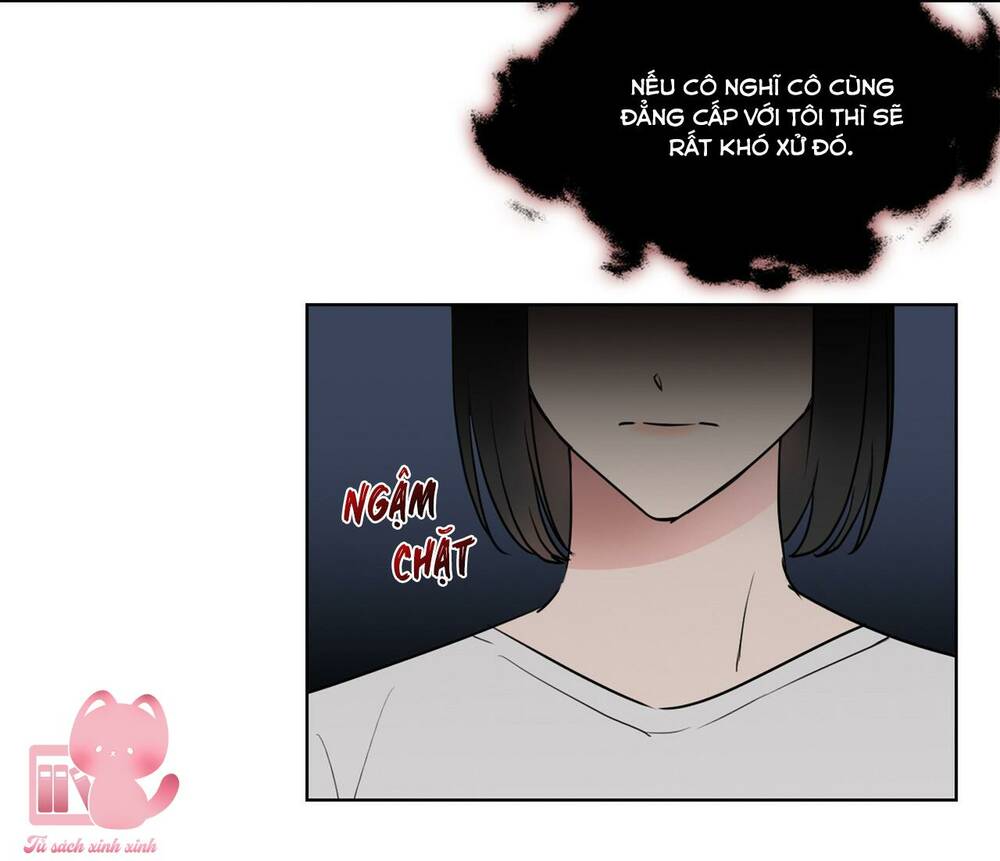 NẾU CÔ NGHĨ CÔ CÙNG
ĐẲNG CẤP VỚI TÔI THÌ SẼ
RẤT KHÓ XỬ ĐÓ.
NGẬM
CHẶT
Tủ sách xinh xinh